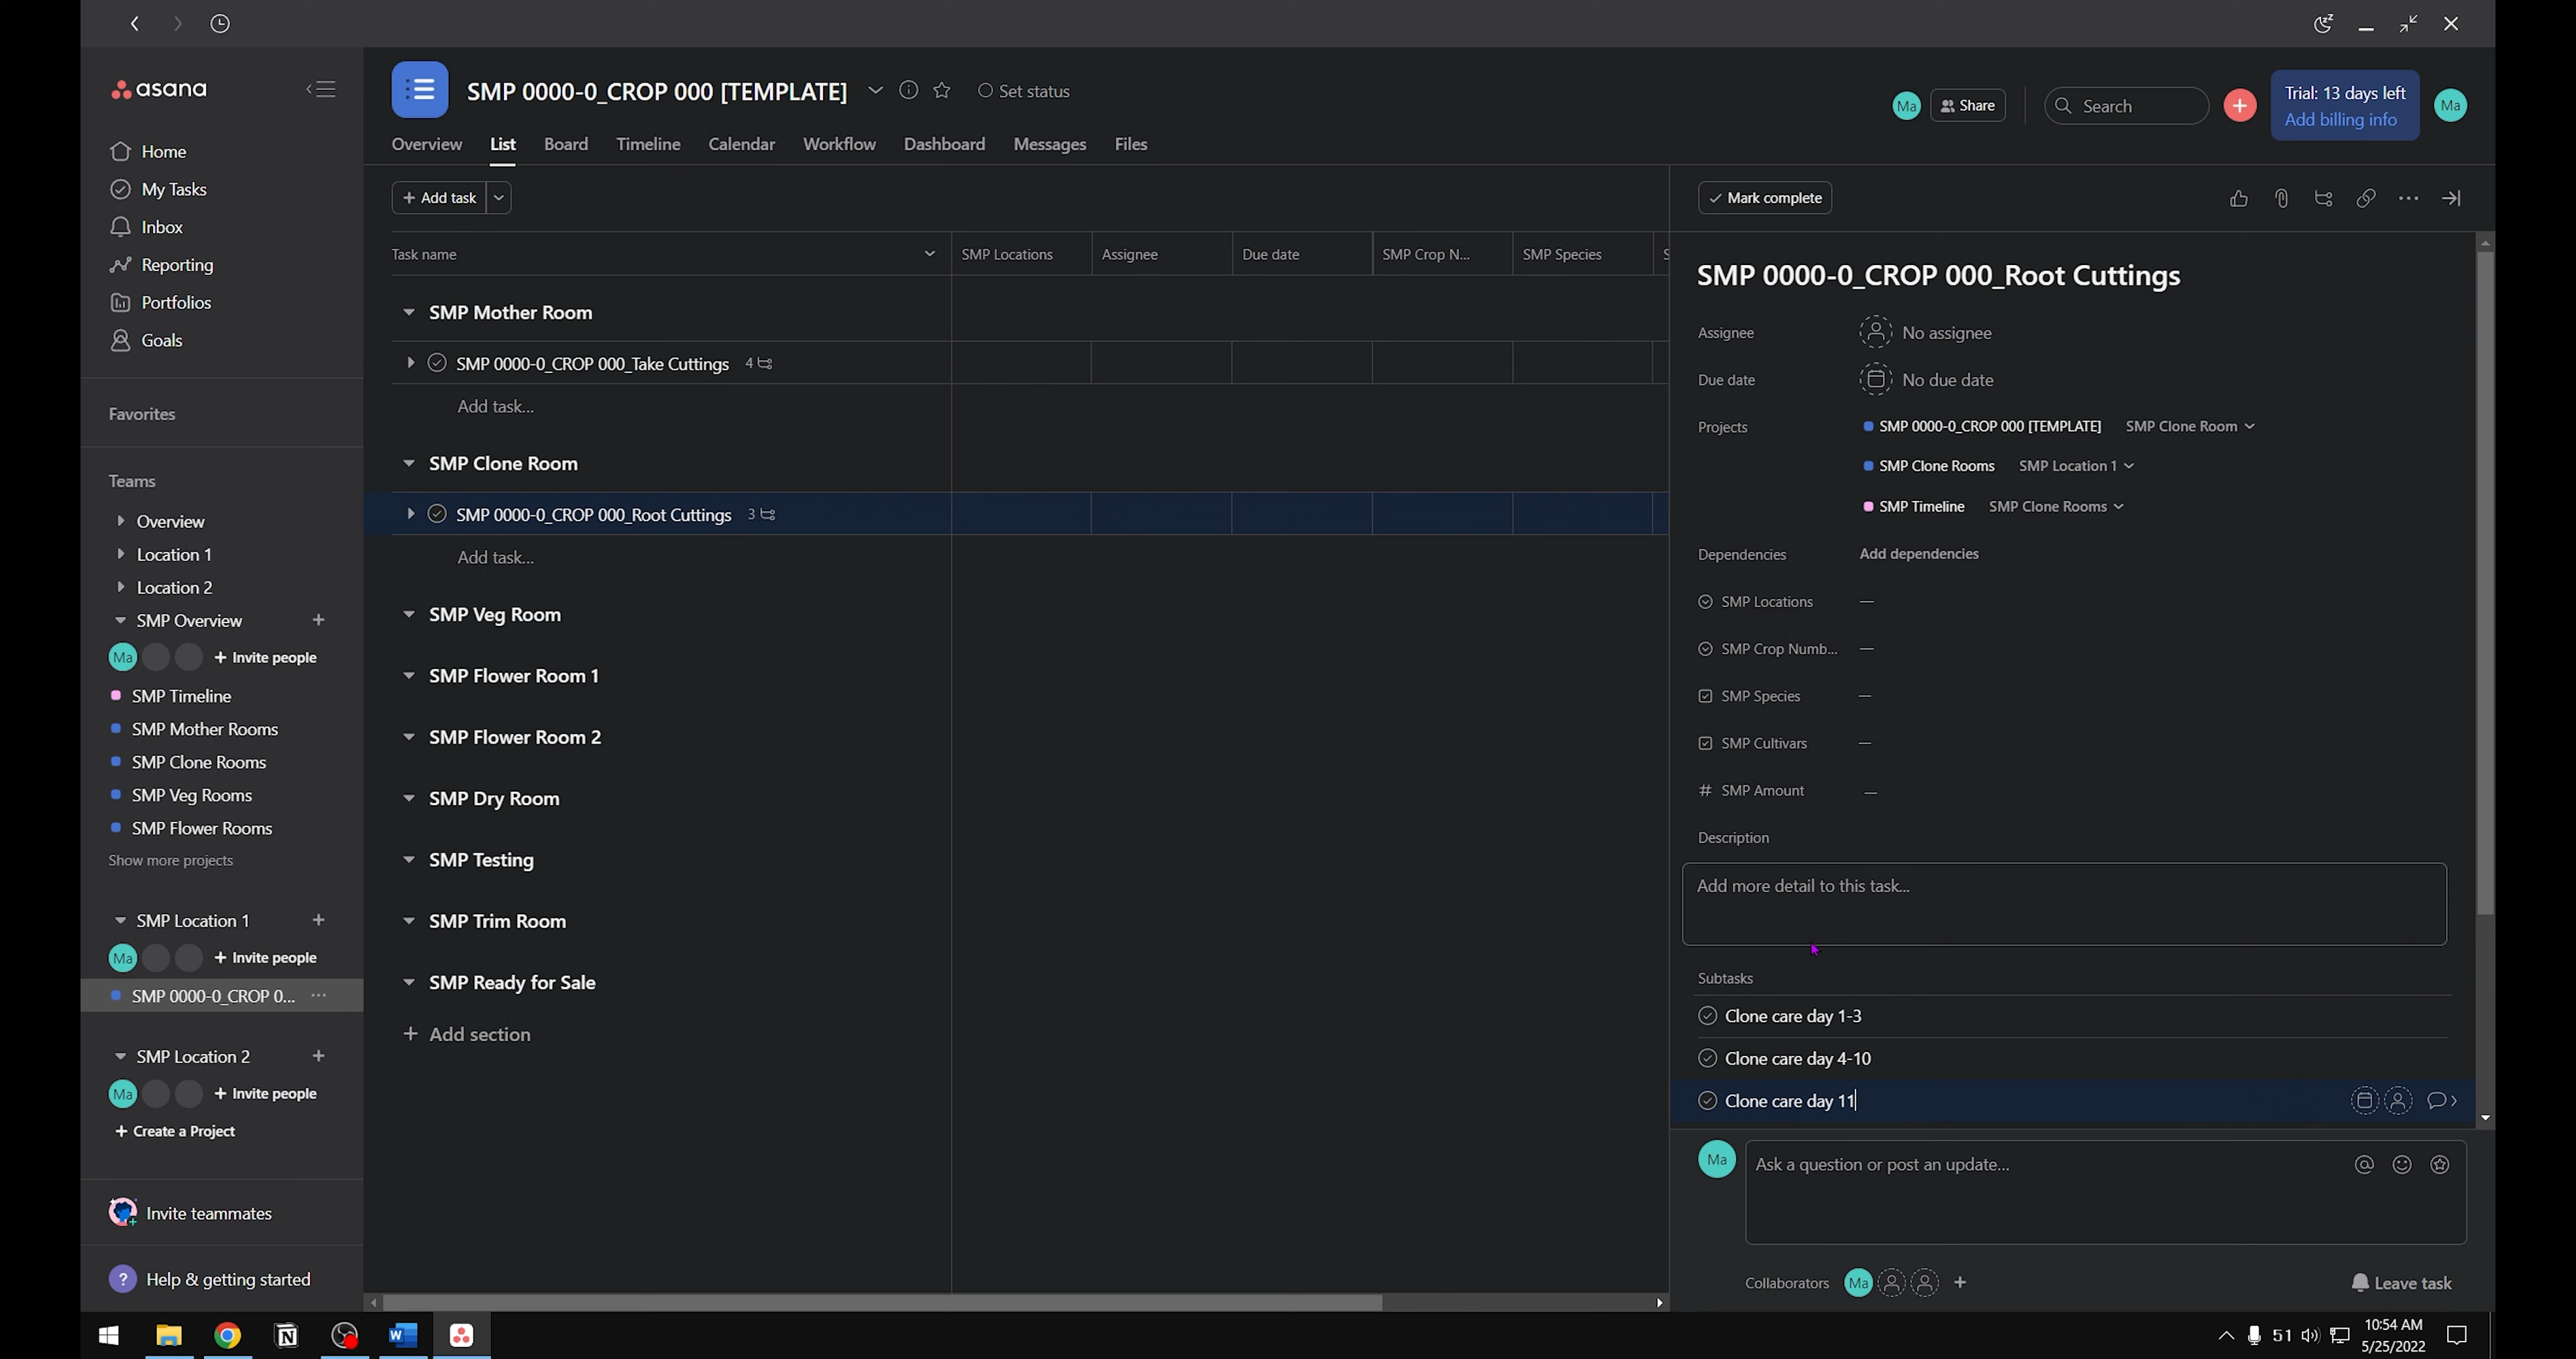 asana
SMP 0000-0_CROP 000 [TEMPLATE]
Set status
Ma
Share
Search
Trial: 13 days left
Add billing info
Ma
Overview
List
Board
Timeline
Calendar
Workflow
Dashboard
Messages
Files
Home
My Tasks
Inbox
Reporting
Portfolios
Goals
Favorites
Teams
Overview
Location 1
Location 2
SMP Overview
Ma
+ Invite people
SMP Timeline
SMP Mother Rooms
SMP Clone Rooms
SMP Veg Rooms
SMP Flower Rooms
Show more projects
SMP Location 1
Ma
+ Invite people
SMP 0000-0_CROP 0...
SMP Location 2
Ma
+ Invite people
+ Create a Project
Invite teammates
? Help & getting started
+ Add task
Task name
SMP Locations
Assignee
Due date
SMP Crop N...
SMP Species
S
SMP Mother Room
SMP 0000-0_CROP 000_Take Cuttings 4
Add task...
SMP Clone Room
SMP 0000-0_CROP 000_Root Cuttings 3
Add task...
SMP Veg Room
SMP Flower Room 1
SMP Flower Room 2
SMP Dry Room
SMP Testing
SMP Trim Room
SMP Ready for Sale
+ Add section
Mark complete
SMP 0000-0_CROP 000_Root Cuttings
Assignee No assignee
Due date No due date
Projects SMP 0000-0_CROP 000 [TEMPLATE] SMP Clone Room
SMP Clone Rooms SMP Location 1
SMP Timeline SMP Clone Rooms
Dependencies Add dependencies
SMP Locations —
SMP Crop Numb... —
SMP Species —
SMP Cultivars —
# SMP Amount —
Description
Add more detail to this task...
Subtasks
Clone care day 1-3
Clone care day 4-10
Clone care day 11
Ma
Ask a question or post an update...
Collaborators Ma +
Leave task
51
10:54 AM
5/25/2022